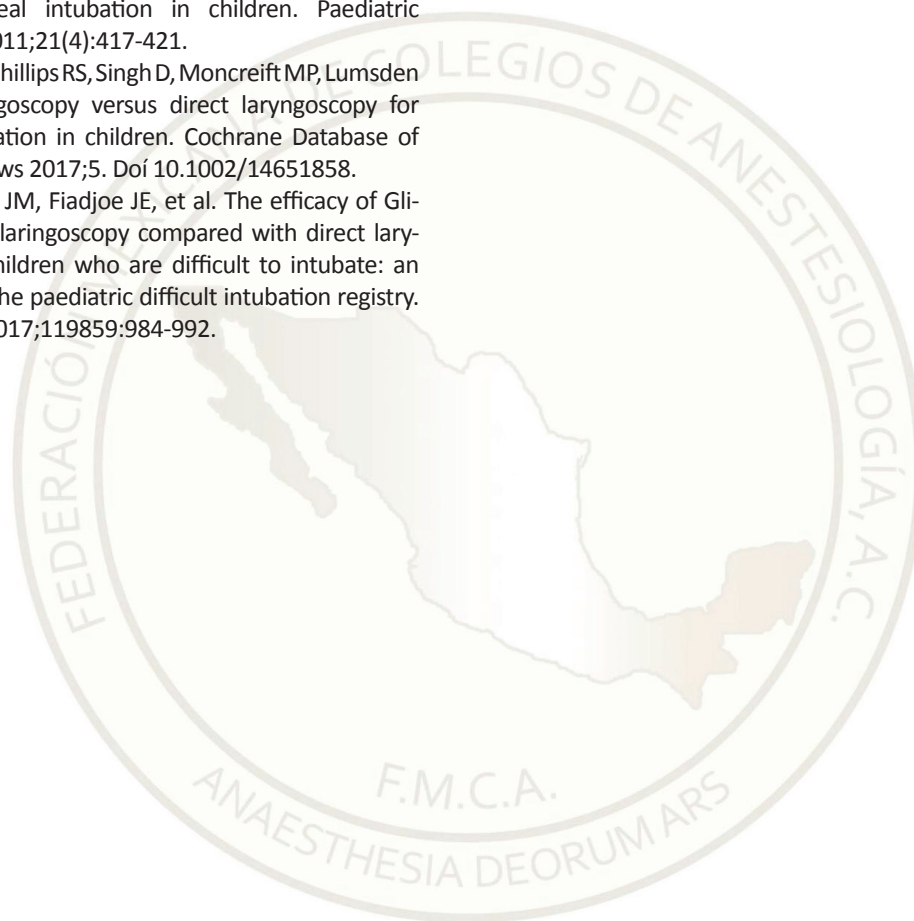 eal intubation in children. Paediatric
011;21(4):417-421.
hillips RS, Singh D, Moncreift MP, Lumsden
goscopy versus direct laryngoscopy for
ation in children. Cochrane Database of
ws 2017;5. Doí 10.1002/14651858.
JM, Fiadjoe JE, et al. The efficacy of Gli-
laringoscopy compared with direct lary-
hildren who are difficult to intubate: an
he paediatric difficult intubation registry.
017;119859:984-992.
FEDERACIÓN MEXICANA DE COLEGIOS DE ANESTESIOLOGÍA, A.C.
F.M.C.A.
ANAESTHESIA DEORUM ARS